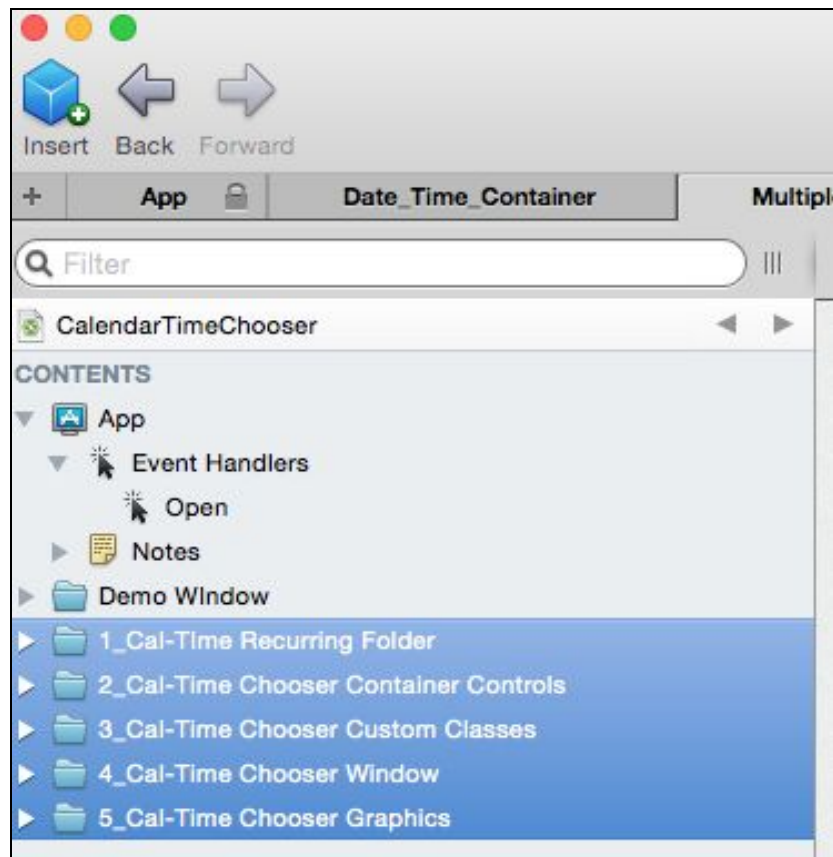 Insert Back Forward
+ App Date_Time_Container Multipl
Filter
CalendarTimeChooser
CONTENTS
App
Event Handlers
Open
Notes
Demo WIndow
1_Cal-TIme Recurring Folder
2_Cal-Time Chooser Container Controls
3_Cal-Time Chooser Custom Classes
4_Cal-Time Chooser Window
5_Cal-Time Chooser Graphics